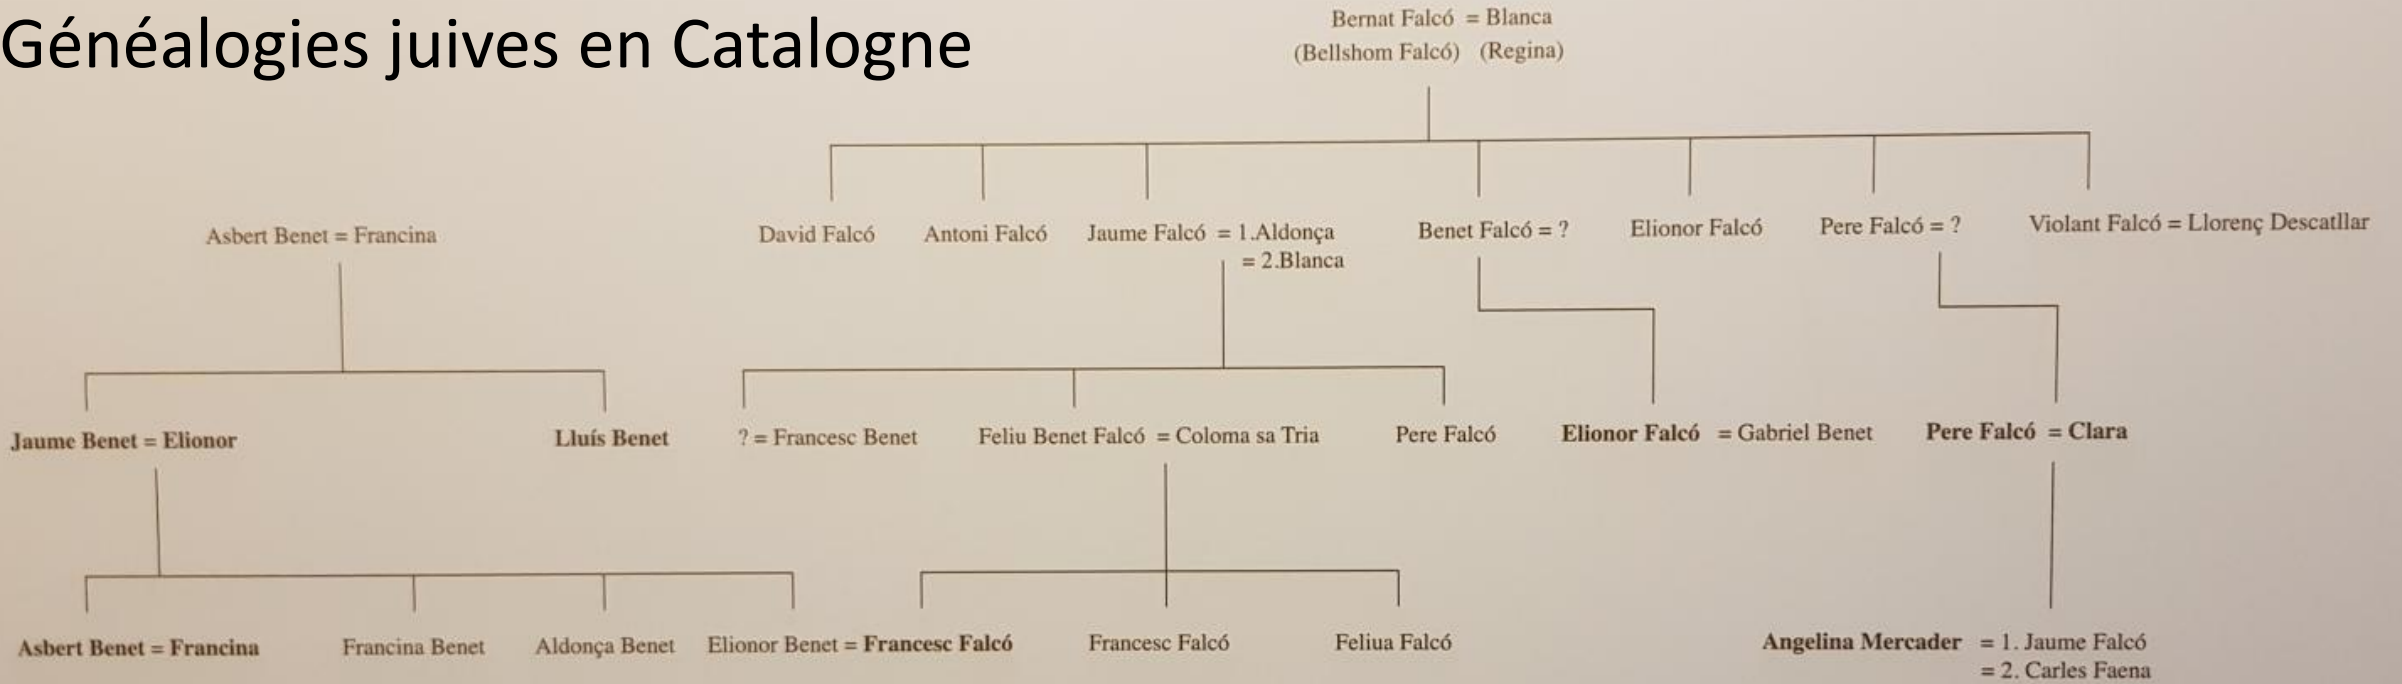 Généalogies juives en Catalogne
Bernat Falcó = Blanca
(Bellshom Falcó) (Regina)
Asbert Benet = Francina
David Falcó
Antoni Falcó
Jaume Falcó = 1.Aldonça
= 2.Blanca
Benet Falcó = ?
Elionor Falcó
Pere Falcó = ?
Violant Falcó = Llorenç Descatllar
Jaume Benet = Elionor
Lluís Benet
? = Francesc Benet
Feliu Benet Falcó = Coloma sa Tria
Pere Falcó
Elionor Falcó = Gabriel Benet
Pere Falcó = Clara
Asbert Benet = Francina
Francina Benet
Aldonça Benet
Elionor Benet = Francesc Falcó
Francesc Falcó
Feliua Falcó
Angelina Mercader = 1. Jaume Falcó
= 2. Carles Faena